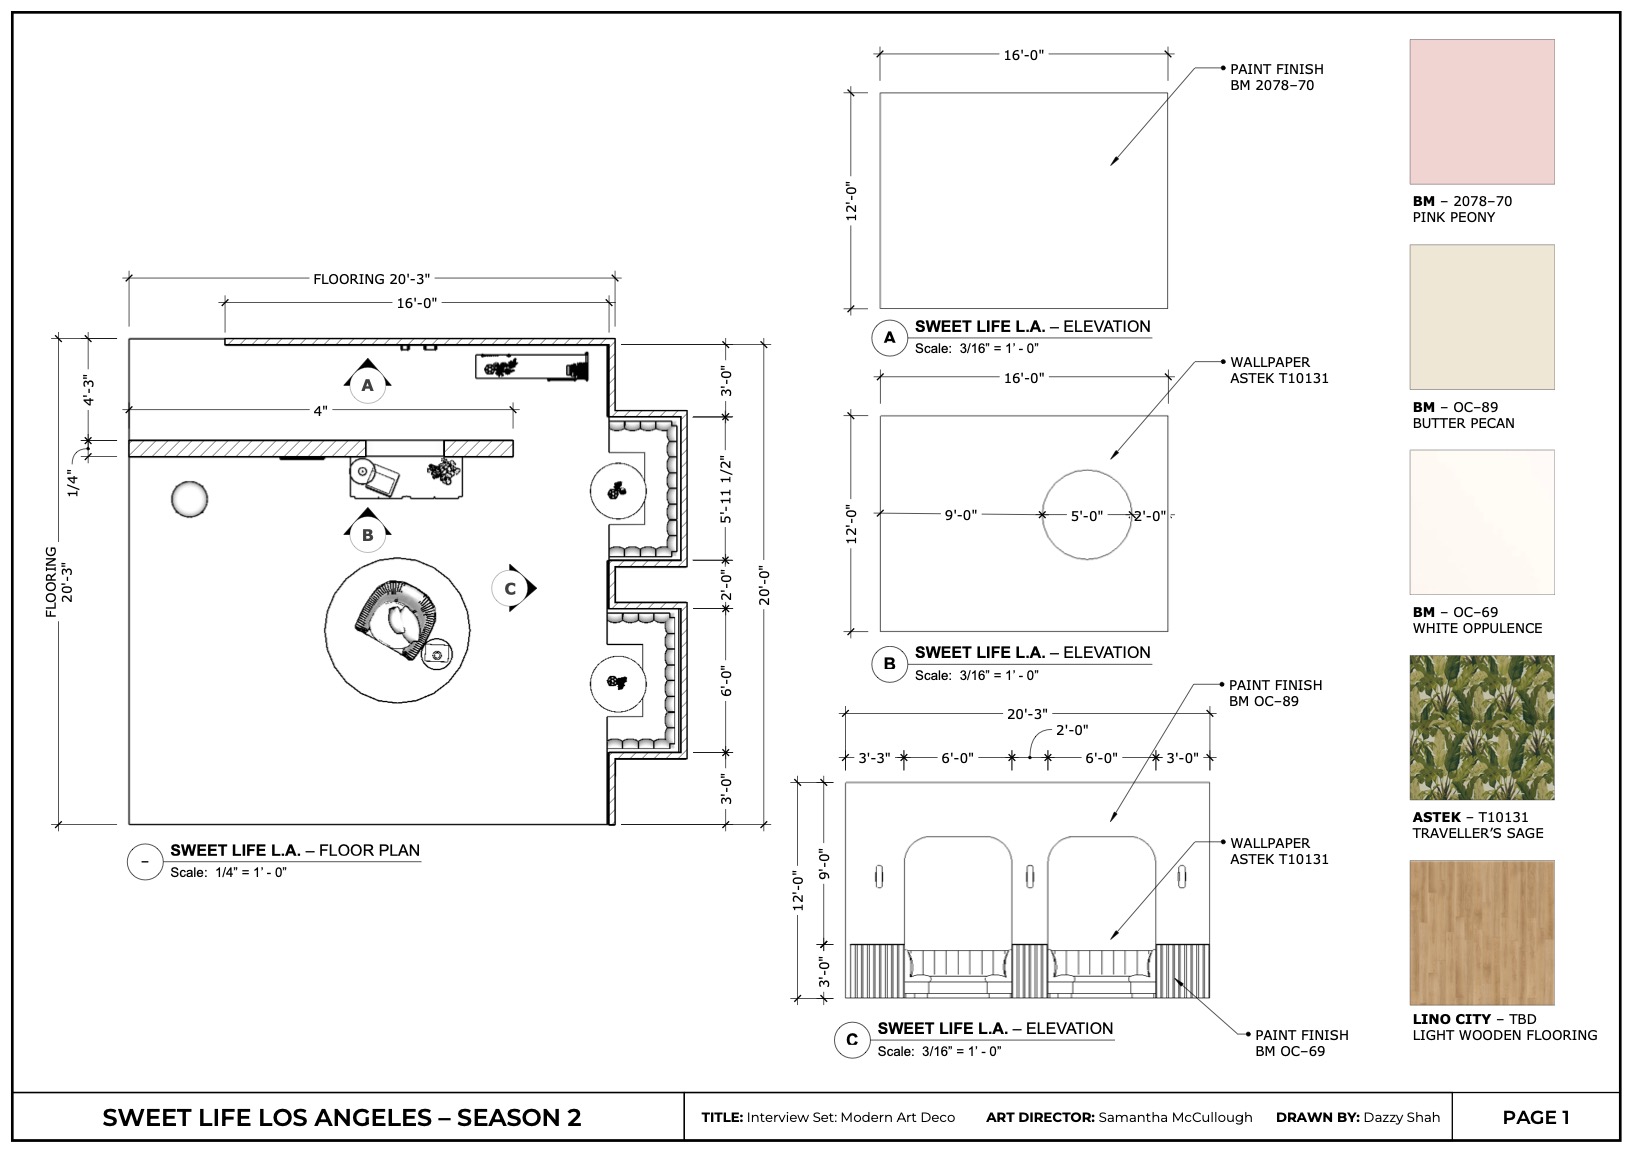 FLOORING 20'-3"
16'-0"
4'-3"
4"
1/4"
FLOORING
20'-3"
A
B
C
3'-0"
5'- 11 1/2"
2'-0"
6'-0"
3'-0"
20'-0"
–
SWEET LIFE L.A. – FLOOR PLAN
Scale: 1/4" = 1' - 0"
16'-0"
12'-0"
PAINT FINISH
BM 2078–70
A
SWEET LIFE L.A. – ELEVATION
Scale: 3/16" = 1' - 0"
16'-0"
WALLPAPER
ASTEK T10131
12'-0"
9'-0"
5'-0"
2'-0"
B
SWEET LIFE L.A. – ELEVATION
Scale: 3/16" = 1' - 0"
PAINT FINISH
BM OC–89
20'-3"
2'-0"
3'-3"
6'-0"
6'-0"
3'-0"
12'-0"
9'-0"
3'-0"
WALLPAPER
ASTEK T10131
PAINT FINISH
BM OC–69
C
SWEET LIFE L.A. – ELEVATION
Scale: 3/16" = 1' - 0"
BM – 2078–70
PINK PEONY
BM – OC–89
BUTTER PECAN
BM – OC–69
WHITE OPPULENCE
ASTEK – T10131
TRAVELLER'S SAGE
LINO CITY – TBD
LIGHT WOODEN FLOORING
SWEET LIFE LOS ANGELES – SEASON 2
TITLE: Interview Set: Modern Art Deco
ART DIRECTOR: Samantha McCullough
DRAWN BY: Dazzy Shah
PAGE 1